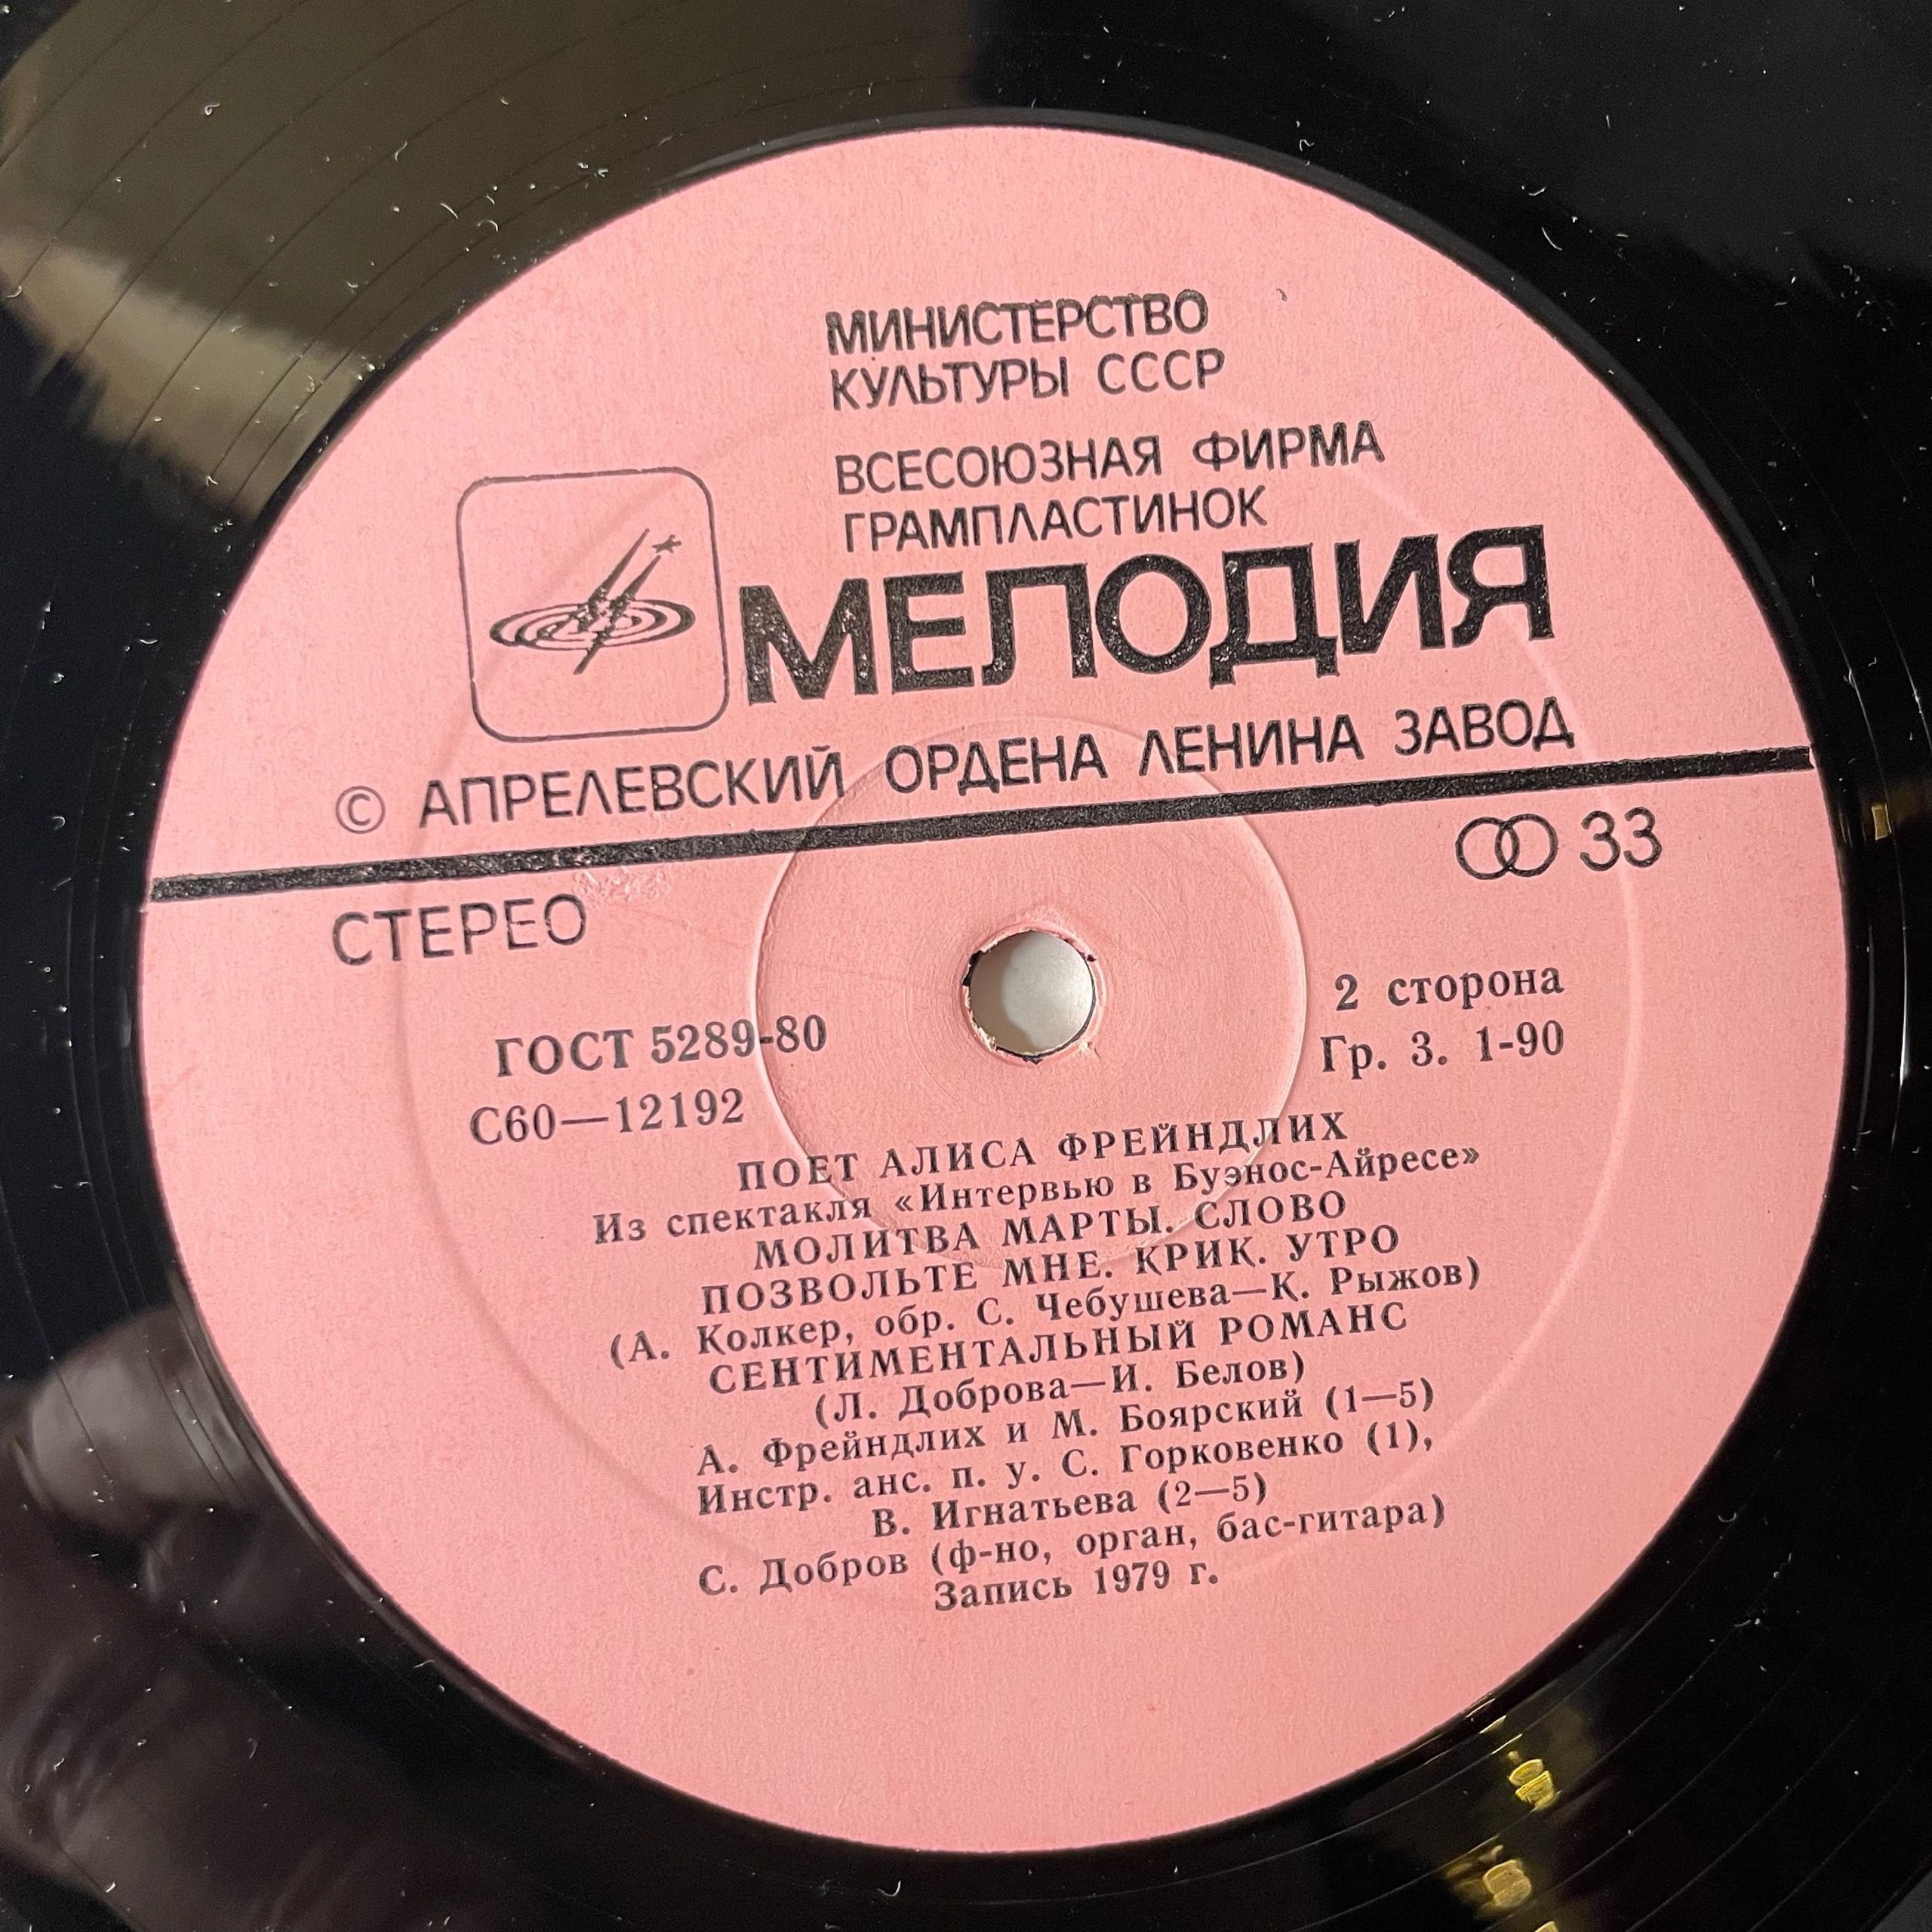 МИНИСТЕРСТВО
КУЛЬТУРЫ СССР
ВСЕСОЮЗНАЯ ФИРМА
ГРАМПЛАСТИНОК
МЕЛОДИЯ
© АПРЕЛЕВСКИЙ ОРДЕНА ЛЕНИНА ЗАВОД
33
СТЕРЕО
2 сторона
ГОСТ 5289-80
Гр. 3. 1-90
С60—12192
ПОЕТ АЛИСА ФРЕЙНДЛИХ
Из спектакля «Интервью в Буэнос-Айресе»
МОЛИТВА МАРТЫ. СЛОВО
ПОЗВОЛЬТЕ МНЕ. КРИК. УТРО
(А. Колкер, обр. С. Чебушева—К. Рыжов)
СЕНТИМЕНТАЛЬНЫЙ РОМАНС
(Л. Доброва—И. Белов)
А. Фрейндлих и М. Боярский (1—5)
Инстр. анс. п. у. С. Горковенко (1),
В. Игнатьева (2—5)
С. Добров (ф-но, орган, бас-гитара)
Запись 1979 г.